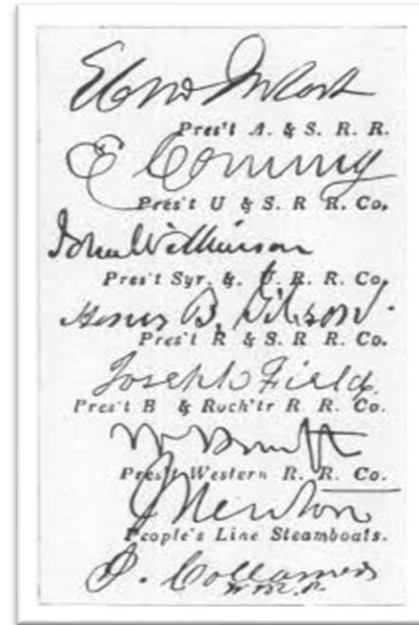 Pres't A. & S. R. R.
E Corning
Pres't U & S. R R. Co.
John Wilkinson
Pres't Syr. &. U. R. R. Co.
Henry B. Gibson
Pres't R & S. R R. Co.
Joseph Field
Pres't B & Roch'tr R R. Co.
Pres't Western R. R. Co.
J Newton
People's Line Steamboats.
J. Collamer